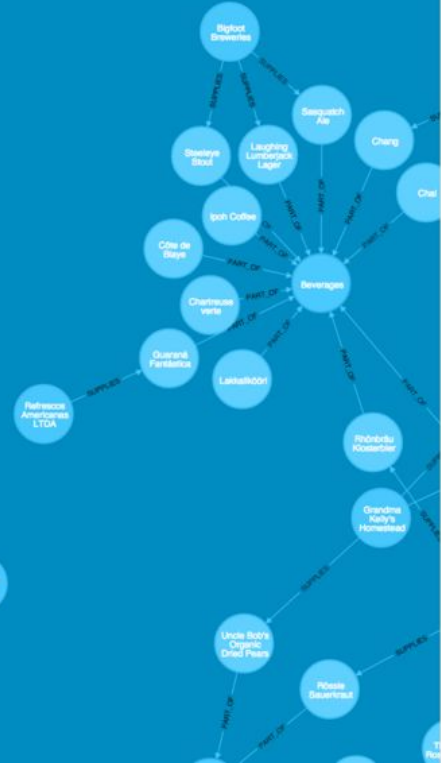 Bigfoot
Breweries
SUPPLIES
SUPPLIES
SUPPLIES
Sasquatch
Ale
Steeleye
Stout
Laughing
Lumberjack
Lager
Chang
PART_OF
PART_OF
PART_OF
PART_OF
Chai
Ipoh Coffee
PART_OF
Côte de
Blaye
PART_OF
Beverages
Chartreuse
verte
PART_OF
PART_OF
Guaraná
Fantástica
PART_OF
Lakkalikööri
SUPPLIES
PART_OF
PART_OF
Refrescos
Americanas
LTDA
Rhönbräu
Klosterbier
Grandma
Kelly's
Homestead
SUPPLIES
Uncle Bob's
Organic
Dried Pears
SUPPLIES
Rössle
Sauerkraut
PART_OF
PART_OF